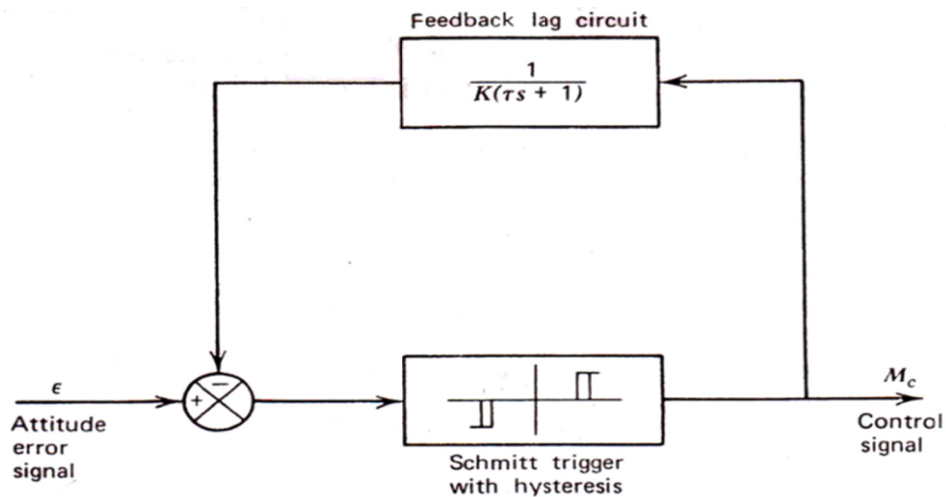 Feedback lag circuit
1
K(τs + 1)
−
+
ϵ
Attitude
error
signal
M_c
Control
signal
Schmitt trigger
with hysteresis